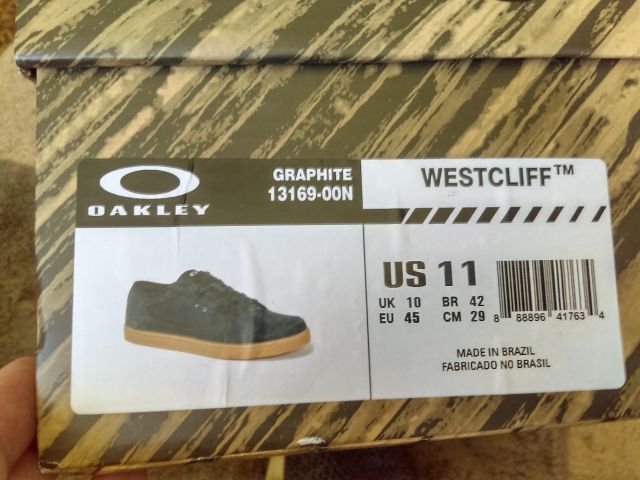 OAKLEY
GRAPHITE
13169-00N
WESTCLIFF™
US 11
UK 10 BR 42
EU 45 CM 29
8 88896 41763 4
MADE IN BRAZIL
FABRICADO NO BRASIL